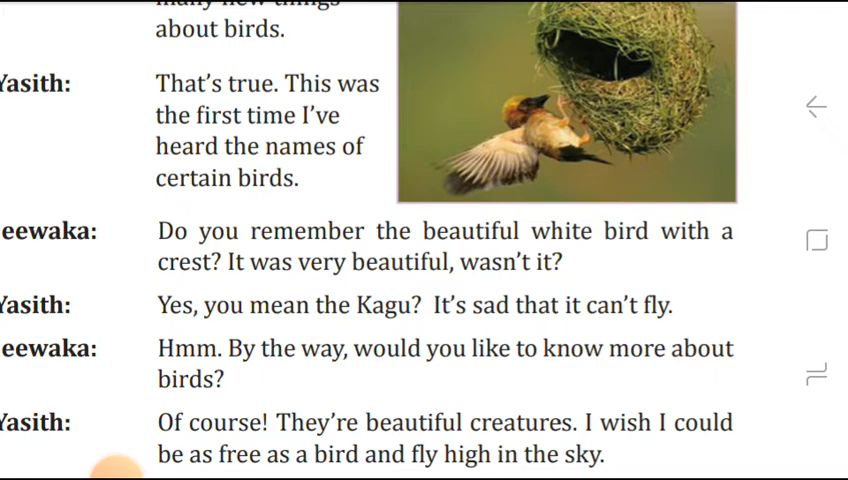 many new things
about birds.
Yasith: That's true. This was
the first time I've
heard the names of
certain birds.
eewaka: Do you remember the beautiful white bird with a
crest? It was very beautiful, wasn't it?
Yasith: Yes, you mean the Kagu? It's sad that it can't fly.
eewaka: Hmm. By the way, would you like to know more about
birds?
Yasith: Of course! They're beautiful creatures. I wish I could
be as free as a bird and fly high in the sky.